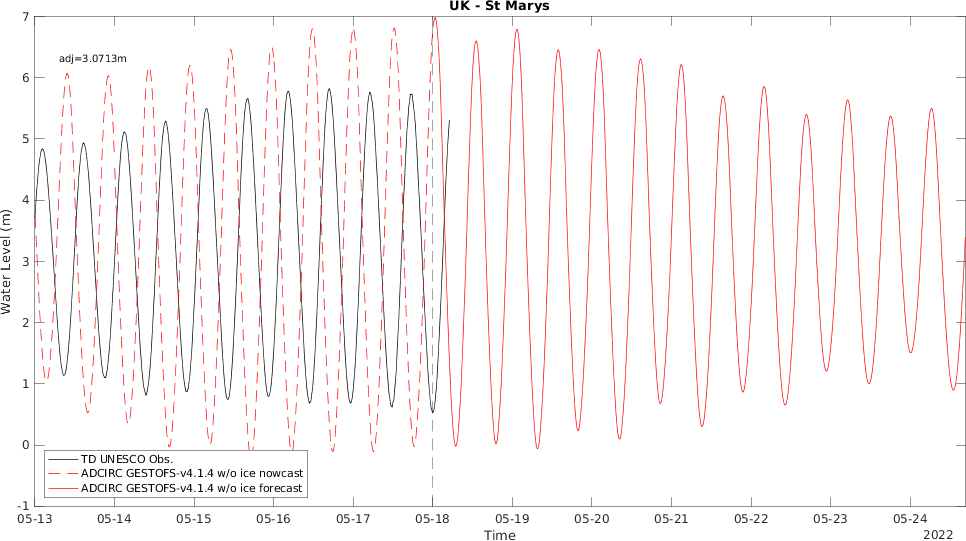 UK - St Marys
adj=3.0713m
Water Level (m)
7
6
5
4
3
2
1
0
-1
TD UNESCO Obs.
ADCIRC GESTOFS-v4.1.4 w/o ice nowcast
ADCIRC GESTOFS-v4.1.4 w/o ice forecast
05-13 05-14 05-15 05-16 05-17 05-18 05-19 05-20 05-21 05-22 05-23 05-24
Time
2022